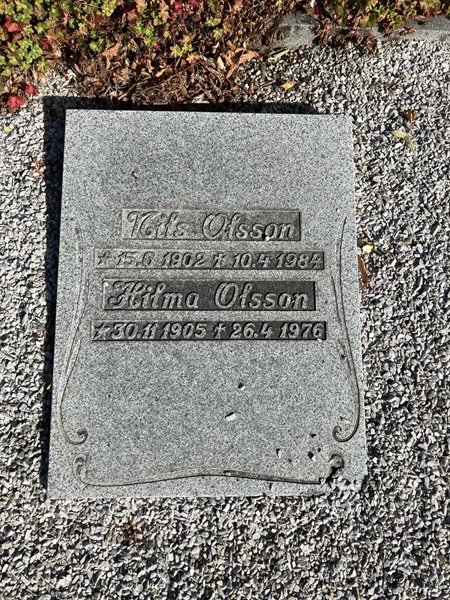 Nils Olsson
* 15.6 1902 † 10.4 1984
Hilma Olsson
* 30.11 1905 † 26.4 1976